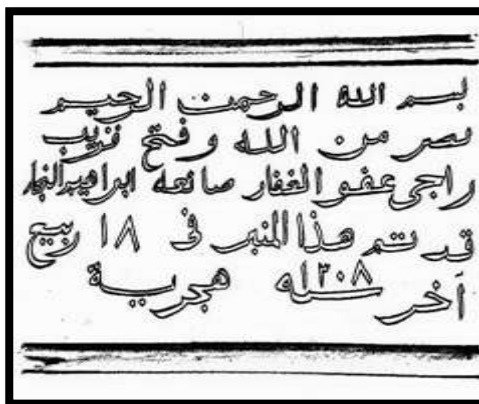 بسم الله الرحمن الرحيم
نصر من الله وفتح قريب
راجى عفو الغفار صانعه ابراهيم النجار
قد تم هذا المنبر فى ١٨ ربيع
آخر سنه ١٣٠٨ هجرية